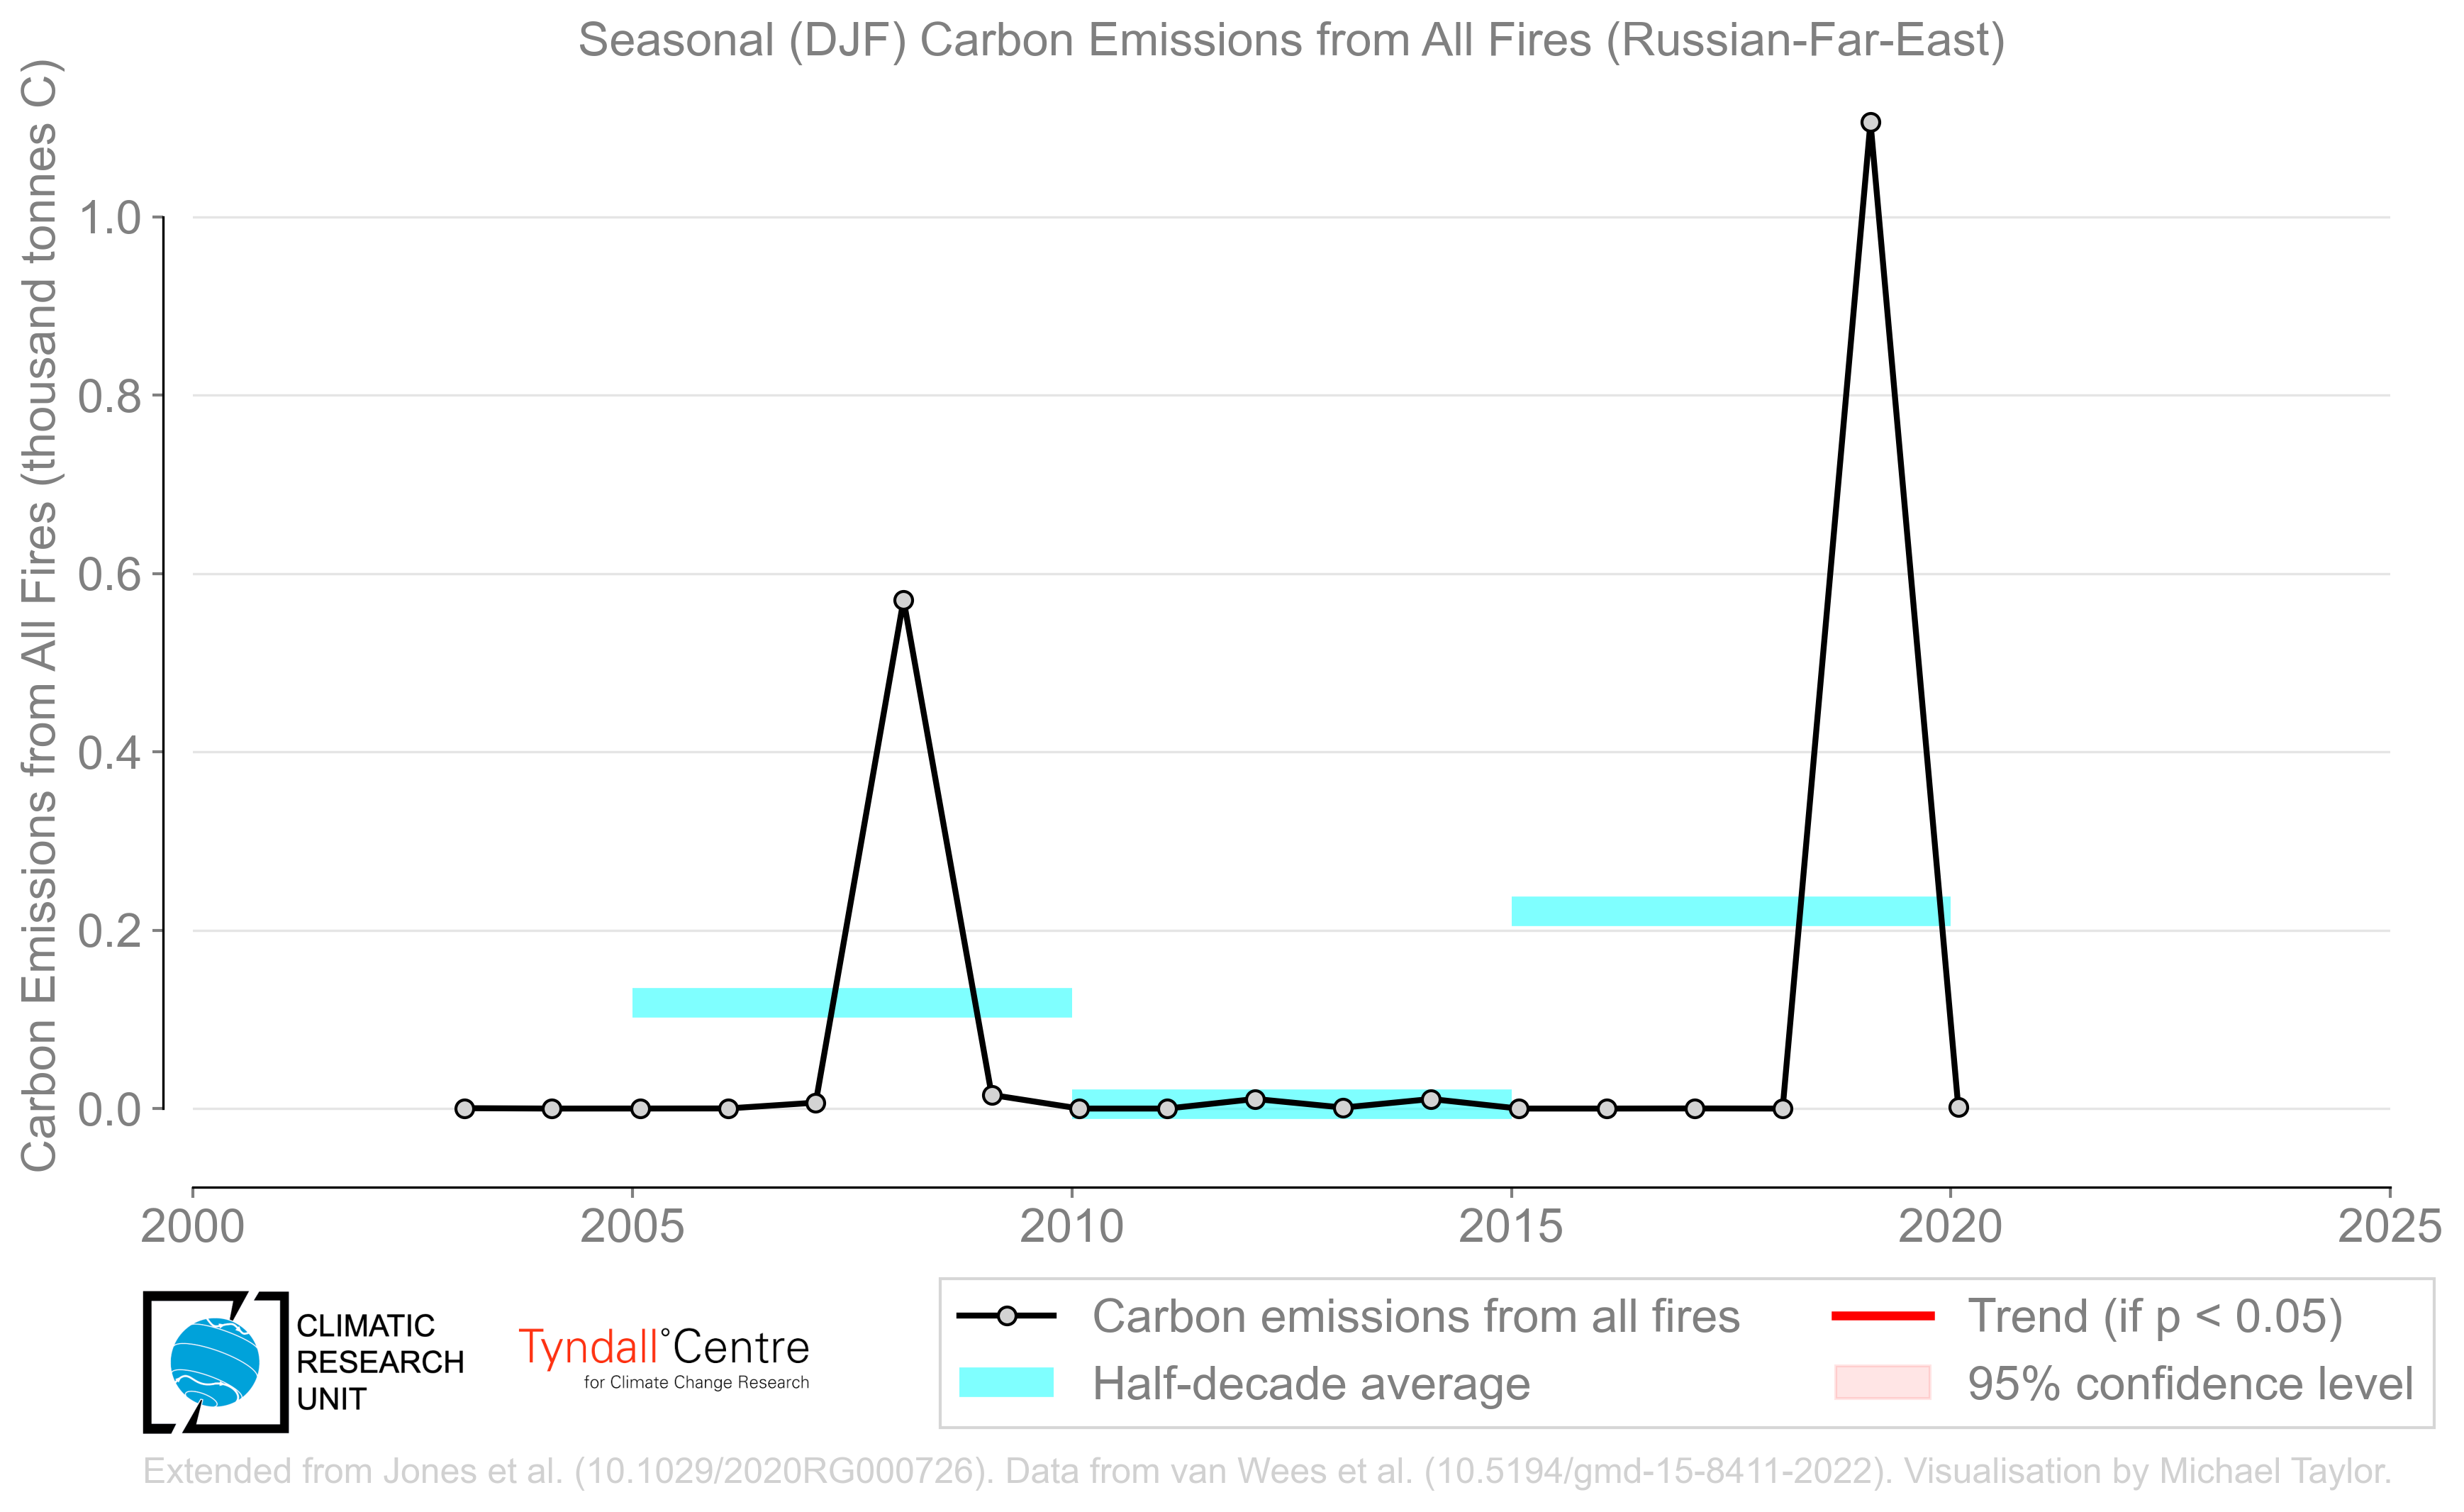 Seasonal (DJF) Carbon Emissions from All Fires (Russian-Far-East)
Carbon Emissions from All Fires (thousand tonnes C)
1.0
0.8
0.6
0.4
0.2
0.0
2000 2005 2010 2015 2020 2025
CLIMATIC
RESEARCH
UNIT
Tyndall°Centre
for Climate Change Research
Carbon emissions from all fires
Half-decade average
Trend (if p < 0.05)
95% confidence level
Extended from Jones et al. (10.1029/2020RG000726). Data from van Wees et al. (10.5194/gmd-15-8411-2022). Visualisation by Michael Taylor.